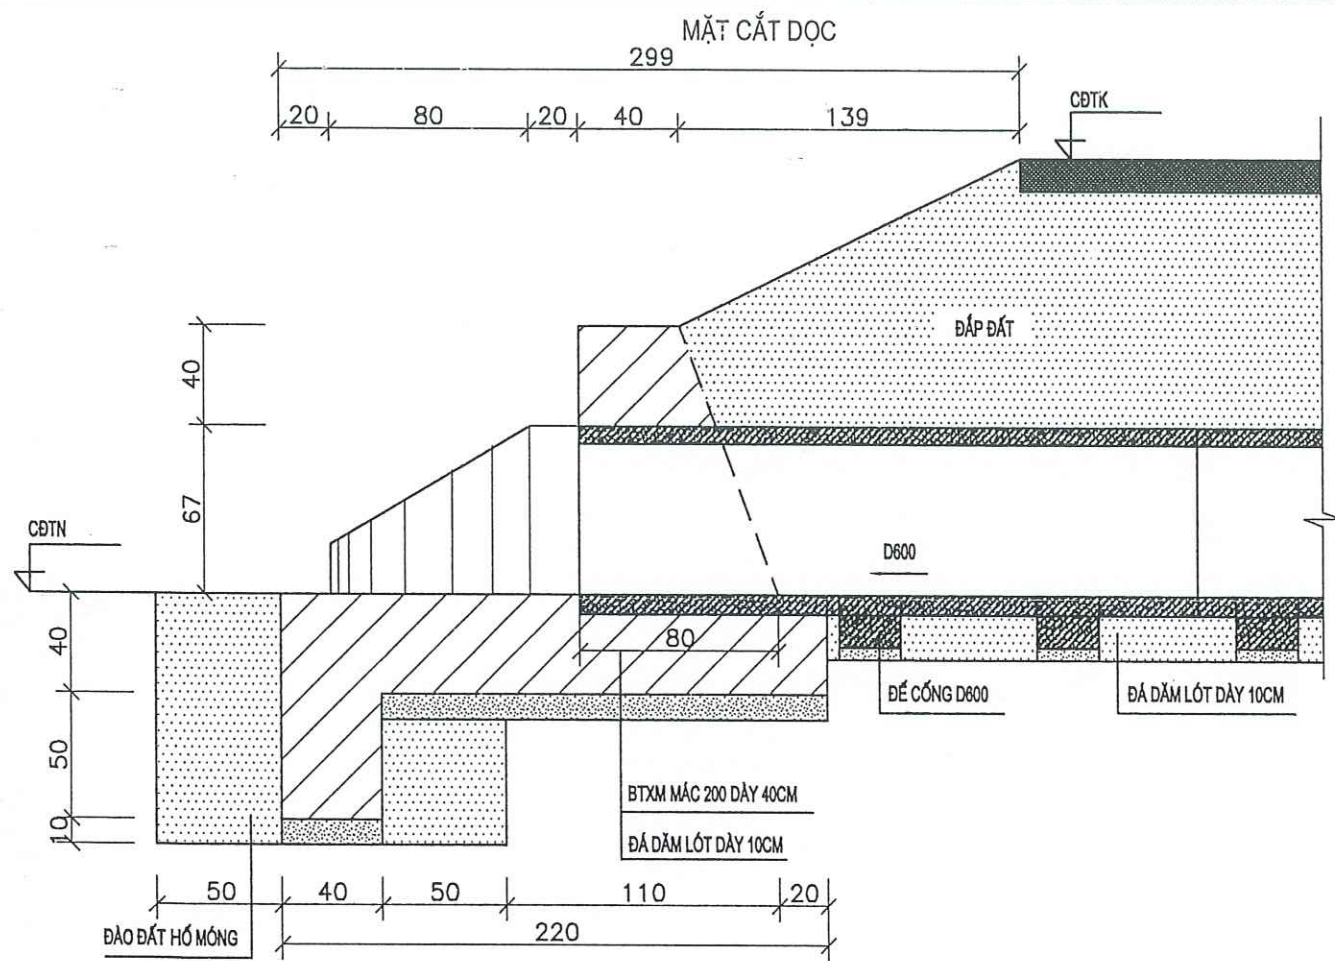 MẶT CẮT DỌC
299
20 80 20 40 139
CĐTK
ĐẮP ĐẤT
40
67
CĐTN
D600
40
80
ĐẾ CỐNG D600
ĐÁ DĂM LÓT DÀY 10CM
50
BTXM MÁC 200 DÀY 40CM
10
ĐÁ DĂM LÓT DÀY 10CM
50 40 50 110 20
ĐÀO ĐẤT HỐ MÓNG
220